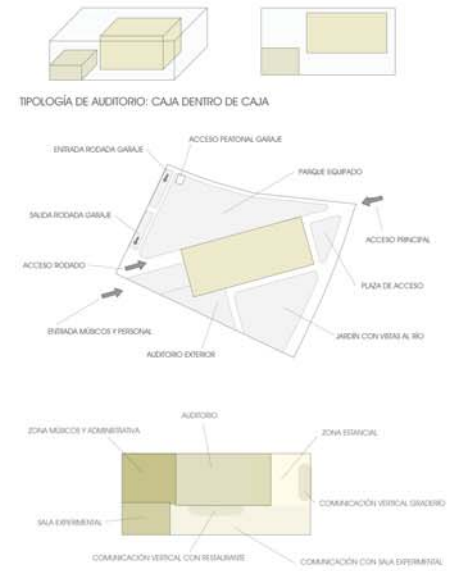 TIPOLOGÍA DE AUDITORIO: CAJA DENTRO DE CAJA
ACCESO PEATONAL GARAJE
ENTRADA RODADA GARAJE
PARQUE EQUIPADO
SALIDA RODADA GARAJE
ACCESO PRINCIPAL
ACCESO RODADO
PLAZA DE ACCESO
ENTRADA MÚSICOS Y PERSONAL
JARDÍN CON VISTAS AL RÍO
AUDITORIO EXTERIOR
AUDITORIO
ZONA MÚSICOS Y ADMINISTRATIVA
ZONA ESTANCIAL
COMUNICACIÓN VERTICAL GRADERÍO
SALA EXPERIMENTAL
COMUNICACIÓN VERTICAL CON RESTAURANTE
COMUNICACIÓN CON SALA EXPERIMENTAL